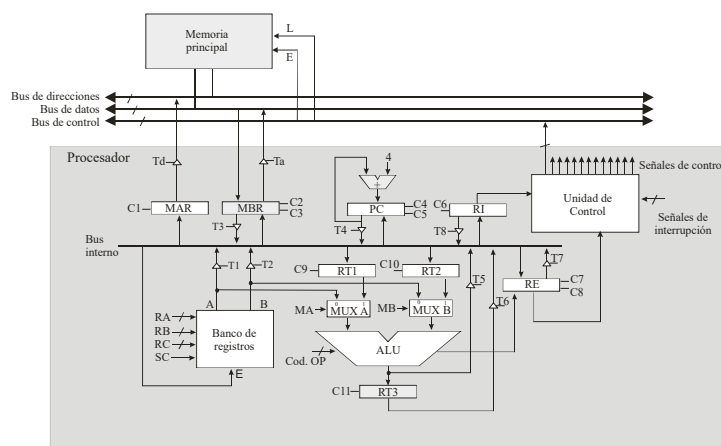 Memoria
principal
L
E
Bus de direcciones
Bus de datos
Bus de control
Procesador
4
Señales de control
Td
Ta
+
C1
MAR
MBR
C2
C3
PC
C4
C5
C6
RI
Unidad de
Control
Señales
de interrupción
T3
T4
T8
Bus
interno
T1
T2
C9
RT1
C10
RT2
T5
T7
RE
C7
C8
A
B
MA
0
1
MUX A
MB
0
1
MUX B
T6
RA
RB
RC
SC
Banco de
registros
E
Cod. OP
ALU
C11
RT3